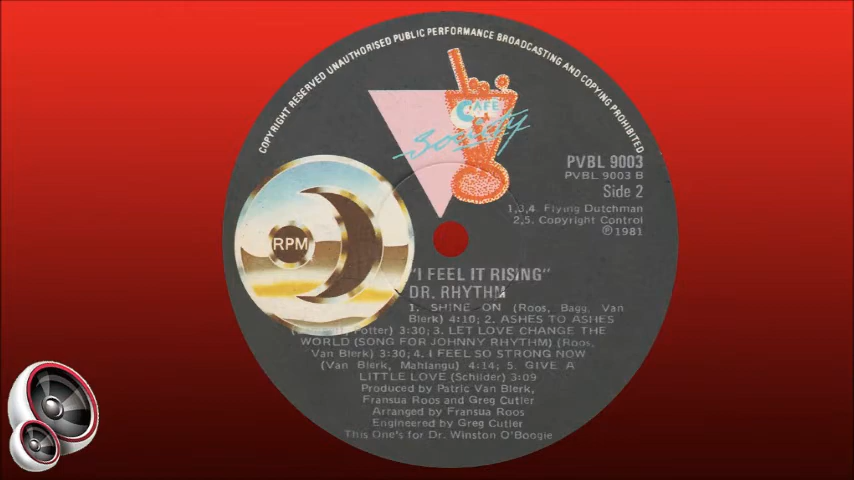 COPYRIGHT RESERVED UNAUTHORISED PUBLIC PERFORMANCE BROADCASTING AND COPYING PROHIBITED
CAFÉ
Society
PVBL 9003
PVBL 9003 B
Side 2
1,3,4. Flying Dutchman
2,5. Copyright Control
℗1981
RPM
"I FEEL IT RISING"
DR. RHYTHM
1. SHINE ON (Roos, Bagg, Van
Blerk) 4:10; 2. ASHES TO ASHES
Potter) 3:30; 3. LET LOVE CHANGE THE
WORLD (SONG FOR JOHNNY RHYTHM) (Roos,
Van Blerk) 3:30; 4. I FEEL SO STRONG NOW
(Van Blerk, Mahlangu) 4:14; 5. GIVE A
LITTLE LOVE (Schilder) 3:09
Produced by Patric Van Blerk,
Fransua Roos and Greg Cutler
Arranged by Fransua Roos
Engineered by Greg Cutler
This One's for Dr. Winston O'Boogie